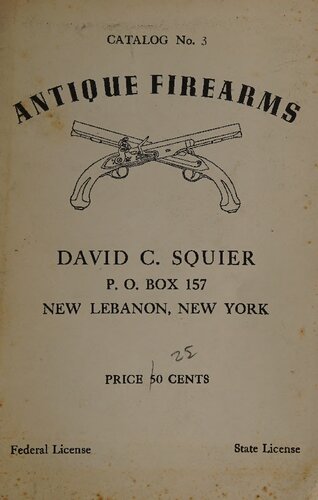 CATALOG No. 3
ANTIQUE FIREARMS
DAVID C. SQUIER
P. O. BOX 157
NEW LEBANON, NEW YORK
25
PRICE 50 CENTS
Federal License State License